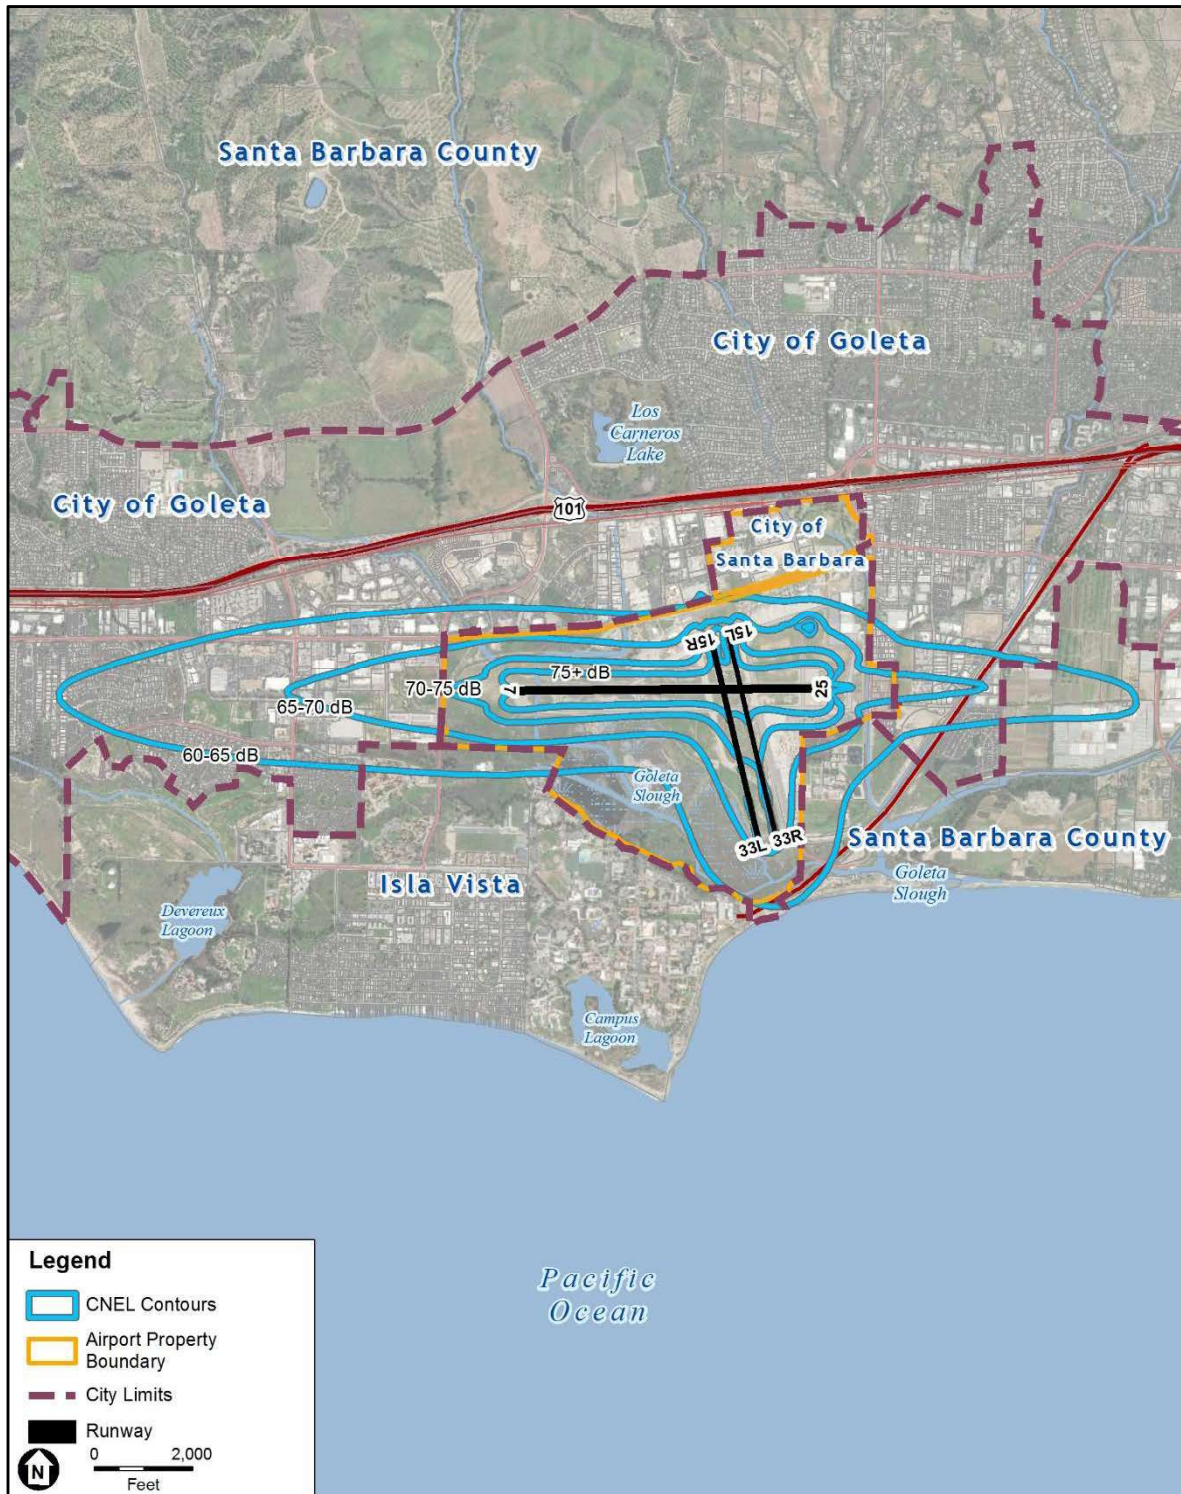 Santa Barbara County
City of Goleta
Los
Carneros
Lake
City of Goleta
101
City of
Santa Barbara
15R
15L
75+ dB
70-75 dB
7
25
65-70 dB
60-65 dB
Goleta
Slough
33L
33R
Santa Barbara County
Isla Vista
Goleta
Slough
Devereux
Lagoon
Campus
Lagoon
Pacific
Ocean
Legend
CNEL Contours
Airport Property
Boundary
City Limits
Runway
N
0 2,000
Feet